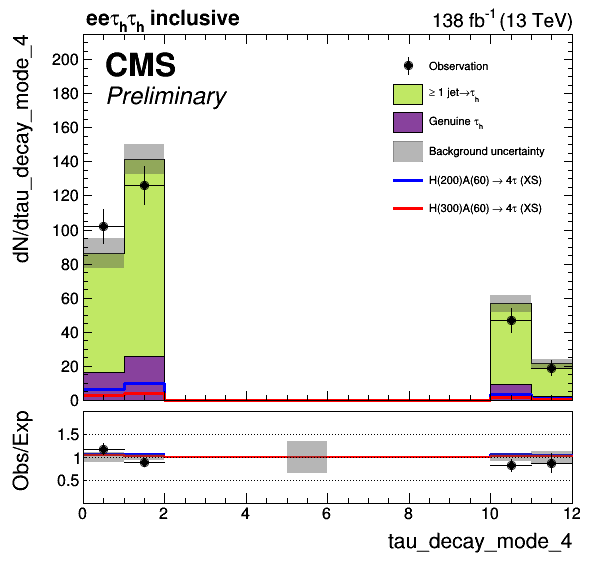 eeτhτh inclusive
138 fb-1 (13 TeV)
dN/dtau_decay_mode_4
200
180
160
140
120
100
80
60
40
20
0
CMS
Preliminary
Observation
≥ 1 jet→τh
Genuine τh
Background uncertainty
H(200)A(60) → 4τ (XS)
H(300)A(60) → 4τ (XS)
Obs/Exp
1.5
1
0.5
0 2 4 6 8 10 12
tau_decay_mode_4